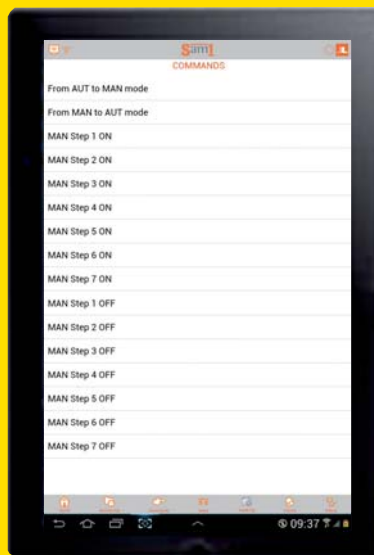 Sam1
COMMANDS
From AUT to MAN mode
From MAN to AUT mode
MAN Step 1 ON
MAN Step 2 ON
MAN Step 3 ON
MAN Step 4 ON
MAN Step 5 ON
MAN Step 6 ON
MAN Step 7 ON
MAN Step 1 OFF
MAN Step 2 OFF
MAN Step 3 OFF
MAN Step 4 OFF
MAN Step 5 OFF
MAN Step 6 OFF
MAN Step 7 OFF
09:37